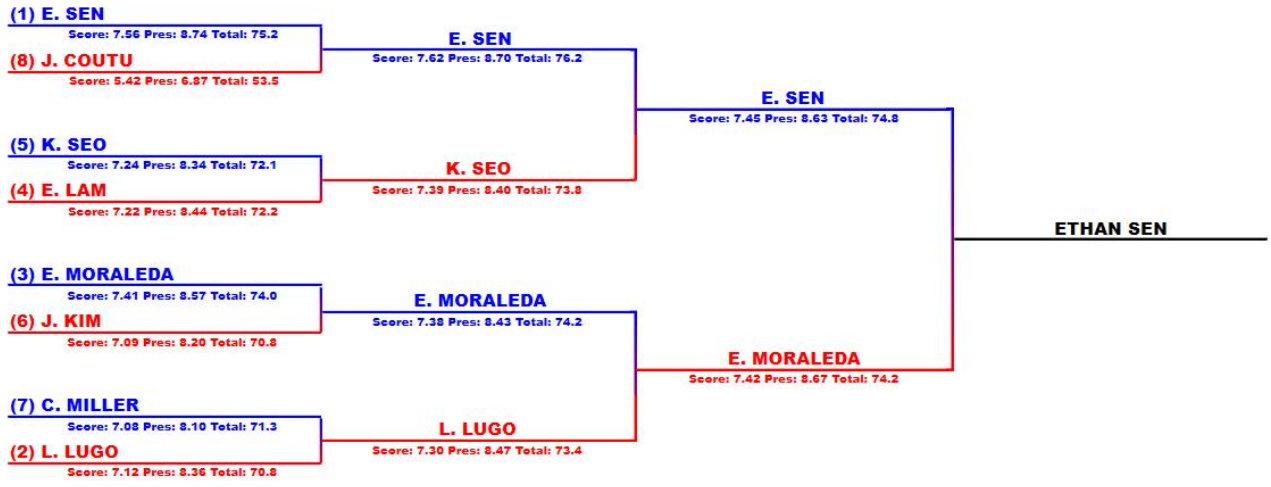 (1) E. SEN
Score: 7.56 Pres: 8.74 Total: 75.2
(8) J. COUTU
Score: 5.42 Pres: 6.87 Total: 53.5
(5) K. SEO
Score: 7.24 Pres: 8.34 Total: 72.1
(4) E. LAM
Score: 7.22 Pres: 8.44 Total: 72.2
(3) E. MORALEDA
Score: 7.41 Pres: 8.57 Total: 74.0
(6) J. KIM
Score: 7.09 Pres: 8.20 Total: 70.8
(7) C. MILLER
Score: 7.08 Pres: 8.10 Total: 71.3
(2) L. LUGO
Score: 7.12 Pres: 8.36 Total: 70.8
E. SEN
Score: 7.62 Pres: 8.70 Total: 76.2
K. SEO
Score: 7.39 Pres: 8.40 Total: 73.8
E. MORALEDA
Score: 7.38 Pres: 8.43 Total: 74.2
L. LUGO
Score: 7.30 Pres: 8.47 Total: 73.4
E. SEN
Score: 7.45 Pres: 8.63 Total: 74.8
E. MORALEDA
Score: 7.42 Pres: 8.67 Total: 74.2
ETHAN SEN